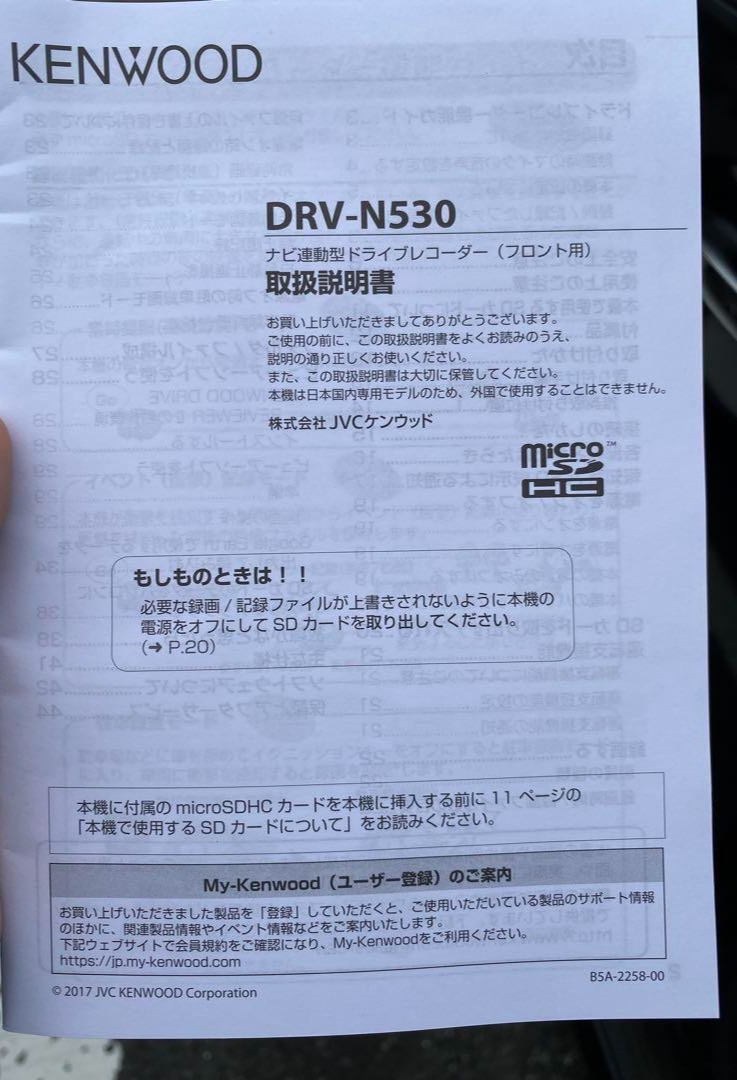 KENWOOD
DRV-N530
ナビ連動型ドライブレコーダー（フロント用）
取扱説明書
お買い上げいただきましてありがとうございます。
ご使用の前に、この取扱説明書をよくお読みのうえ、
説明の通り正しくお使いください。
また、この取扱説明書は大切に保管してください。
本機は日本国内専用モデルのため、外国で使用することはできません。
株式会社 JVCケンウッド
micro
SD
HC
TM
もしものときは！！
必要な録画 / 記録ファイルが上書きされないように本機の
電源をオフにして SD カードを取り出してください。
(➜ P.20)
本機に付属の microSDHC カードを本機に挿入する前に 11 ページの
「本機で使用する SD カードについて」をお読みください。
My-Kenwood（ユーザー登録）のご案内
お買い上げいただきました製品を「登録」していただくと、ご使用いただいている製品のサポート情報
のほかに、関連製品情報やイベント情報などをご案内いたします。
下記ウェブサイトで会員規約をご確認になり、My-Kenwoodをご利用ください。
https://jp.my-kenwood.com
B5A-2258-00
© 2017 JVC KENWOOD Corporation